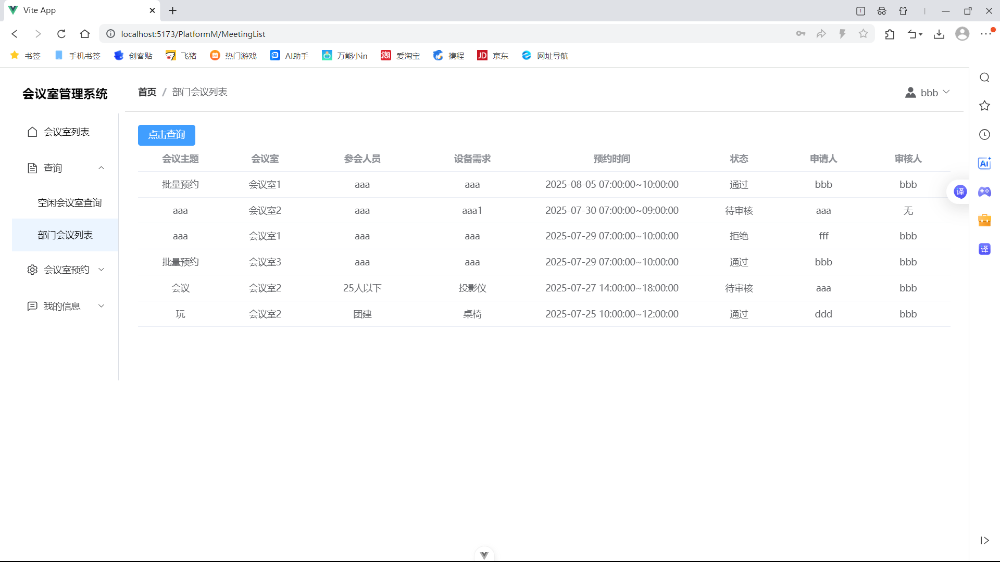 Vite App
localhost:5173/PlatformM/MeetingList
书签 手机书签 创客贴 飞猪 热门游戏 AI助手 万能小in 爱淘宝 携程 京东 网址导航
会议室管理系统
首页 / 部门会议列表
bbb
会议室列表
查询
空闲会议室查询
部门会议列表
会议室预约
我的信息
点击查询
会议主题 会议室 参会人员 设备需求 预约时间 状态 申请人 审核人
批量预约 会议室1 aaa aaa 2025-08-05 07:00:00~10:00:00 通过 bbb bbb
aaa 会议室2 aaa aaa1 2025-07-30 07:00:00~09:00:00 待审核 aaa 无
aaa 会议室1 aaa aaa 2025-07-29 07:00:00~10:00:00 拒绝 fff bbb
批量预约 会议室3 aaa aaa 2025-07-29 07:00:00~10:00:00 通过 bbb bbb
会议 会议室2 25人以下 投影仪 2025-07-27 14:00:00~18:00:00 待审核 aaa bbb
玩 会议室2 团建 桌椅 2025-07-25 10:00:00~12:00:00 通过 ddd bbb
1
淘
JD
AI
译
译